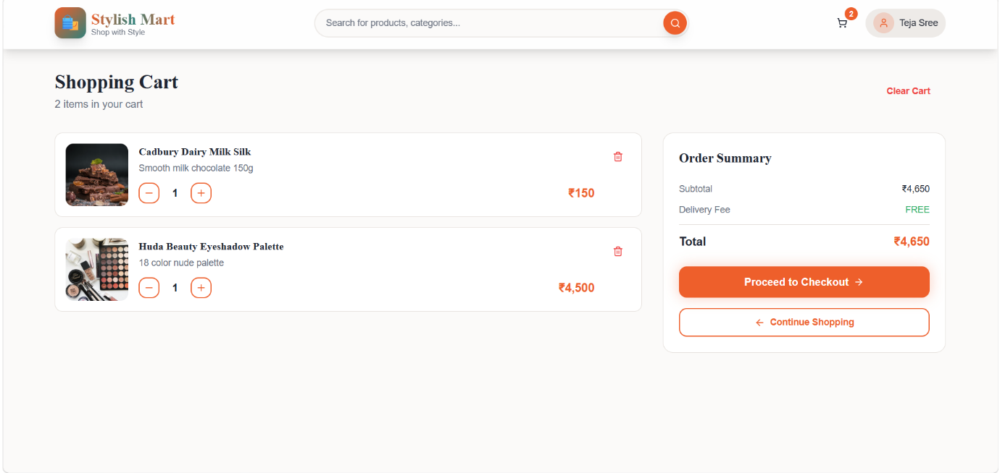 Stylish Mart
Shop with Style
Search for products, categories...
2
Teja Sree
Shopping Cart
2 items in your cart
Clear Cart
Cadbury Dairy Milk Silk
Smooth milk chocolate 150g
− 1 +
₹150
Huda Beauty Eyeshadow Palette
18 color nude palette
− 1 +
₹4,500
Order Summary
Subtotal ₹4,650
Delivery Fee FREE
Total ₹4,650
Proceed to Checkout →
← Continue Shopping